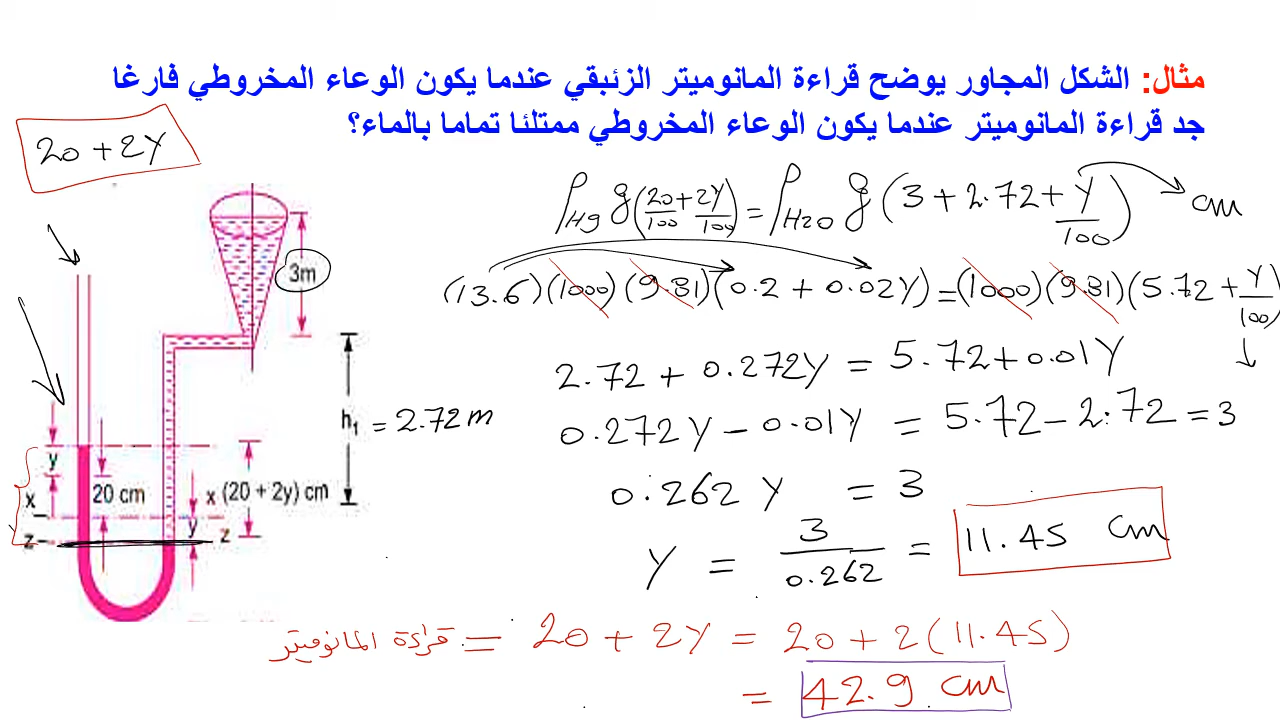 مثال: الشكل المجاور يوضح قراءة المانوميتر الزئبقي عندما يكون الوعاء المخروطي فارغا
جد قراءة المانوميتر عندما يكون الوعاء المخروطي ممتلئا تماما بالماء؟
20 + 2Y
ρHg g(20/100 + 2Y/100) = ρH2O g(3 + 2.72 + Y/100) cm
(13.6)(1000)(9.81)(0.2 + 0.02Y) = (1000)(9.81)(5.72 + Y/100)
2.72 + 0.272Y = 5.72 + 0.01Y
0.272Y - 0.01Y = 5.72 - 2.72 = 3
0.262 Y = 3
Y = 3/0.262 = 11.45 cm
قراءة المانوميتر = 20 + 2Y = 20 + 2(11.45)
= 42.9 cm
3m
h1 = 2.72 m
y
x
20 cm
x
(20 + 2y) cm
y
z
z